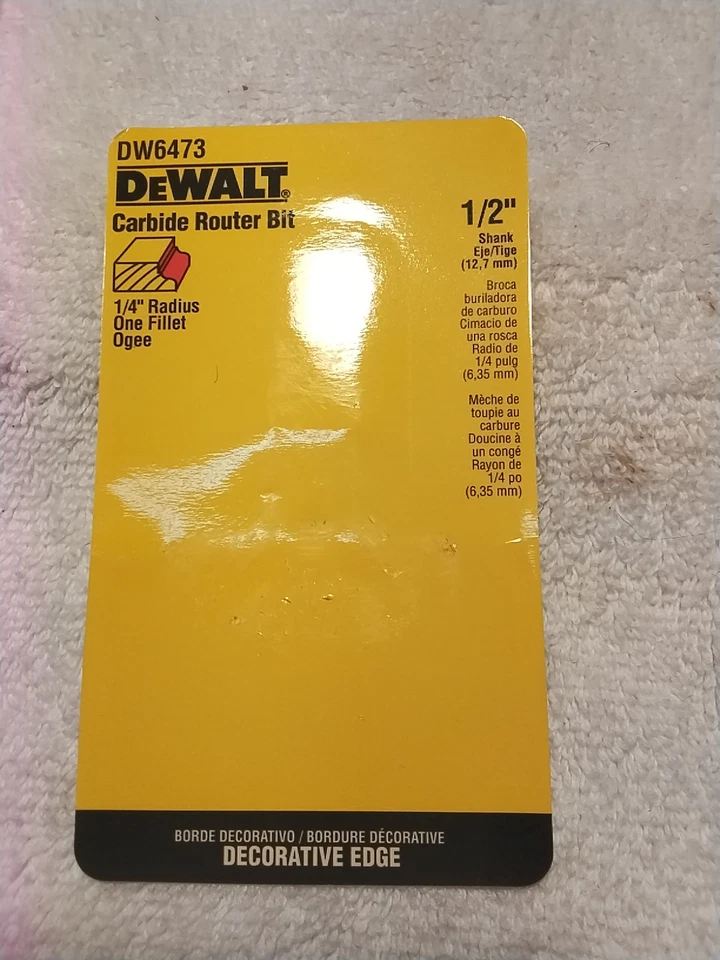 DW6473
DEWALT®
Carbide Router Bit
1/4" Radius
One Fillet
Ogee
1/2"
Shank
Eje/Tige
(12,7 mm)
Broca
buriladora
de carburo
Cimacio de
una rosca
Radio de
1/4 pulg
(6,35 mm)
Mèche de
toupie au
carbure
Doucine à
un congé
Rayon de
1/4 po
(6,35 mm)
BORDE DECORATIVO / BORDURE DÉCORATIVE
DECORATIVE EDGE